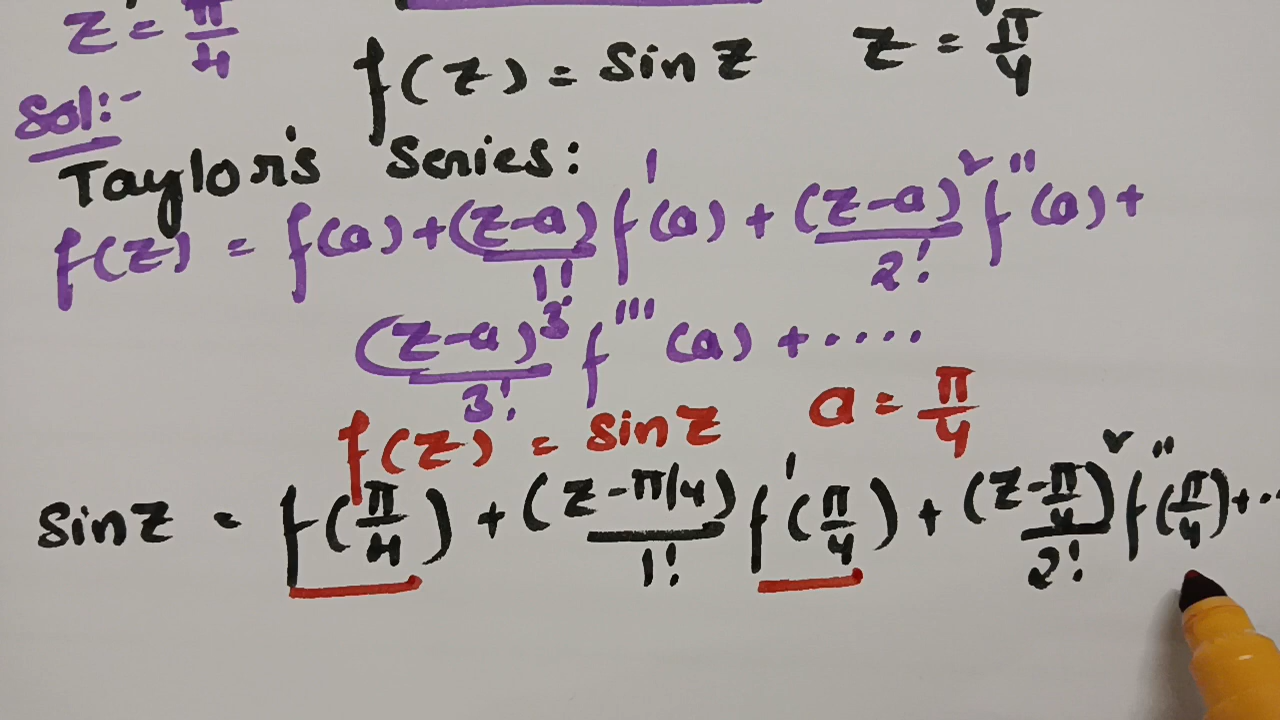 z = π/4
f(z) = sin z z = π/4
Sol:-
Taylor's Series:
f(z) = f(a) + (z-a)/1! f'(a) + (z-a)²/2! f''(a) +
(z-a)³/3! f'''(a) + ....
f(z) = sin z a = π/4
sin z = f(π/4) + (z-π/4)/1! f'(π/4) + (z-π/4)²/2! f''(π/4) + ..